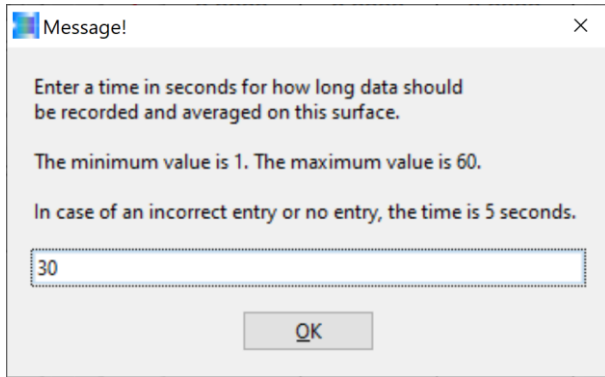 Message!
Enter a time in seconds for how long data should
be recorded and averaged on this surface.
The minimum value is 1. The maximum value is 60.
In case of an incorrect entry or no entry, the time is 5 seconds.
30
OK